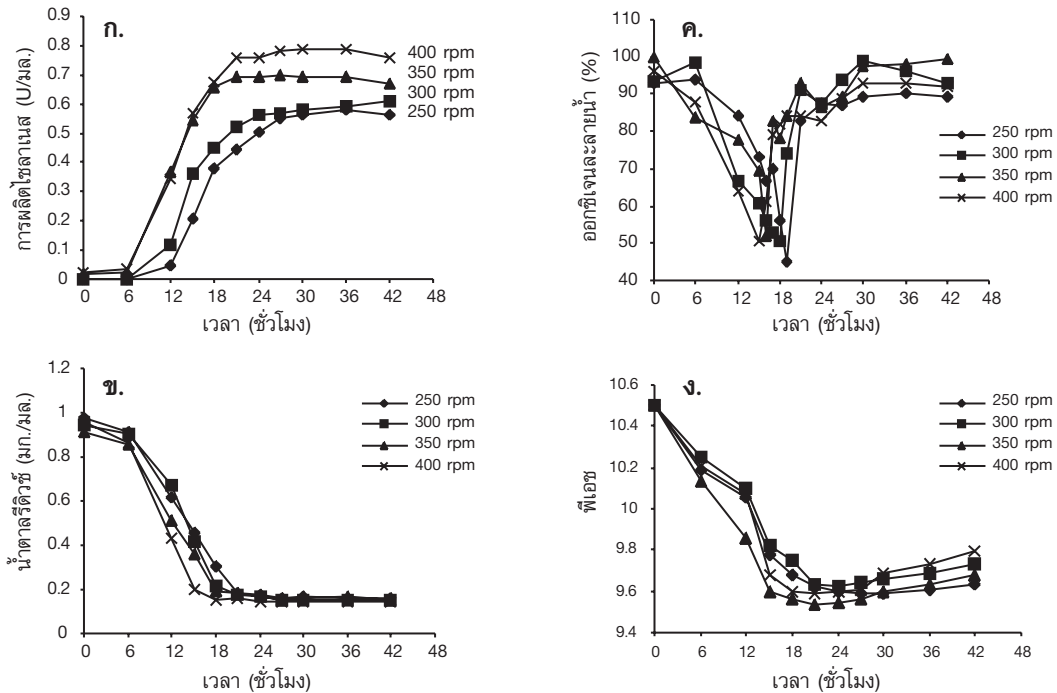 ก.
การผลิตไซลาเนส (U/มล.)
0.9
0.8
0.7
0.6
0.5
0.4
0.3
0.2
0.1
0
400 rpm
350 rpm
300 rpm
250 rpm
0 6 12 18 24 30 36 42 48
เวลา (ชั่วโมง)
ค.
ออกซิเจนละลายน้ำ (%)
110
100
90
80
70
60
50
40
250 rpm
300 rpm
350 rpm
400 rpm
0 6 12 18 24 30 36 42 48
เวลา (ชั่วโมง)
ข.
น้ำตาลรีดิวซ์ (มก./มล.)
1.2
1
0.8
0.6
0.4
0.2
0
250 rpm
300 rpm
350 rpm
400 rpm
0 6 12 18 24 30 36 42 48
เวลา (ชั่วโมง)
ง.
พีเอช
10.6
10.4
10.2
10
9.8
9.6
9.4
250 rpm
300 rpm
350 rpm
400 rpm
0 6 12 18 24 30 36 42 48
เวลา (ชั่วโมง)